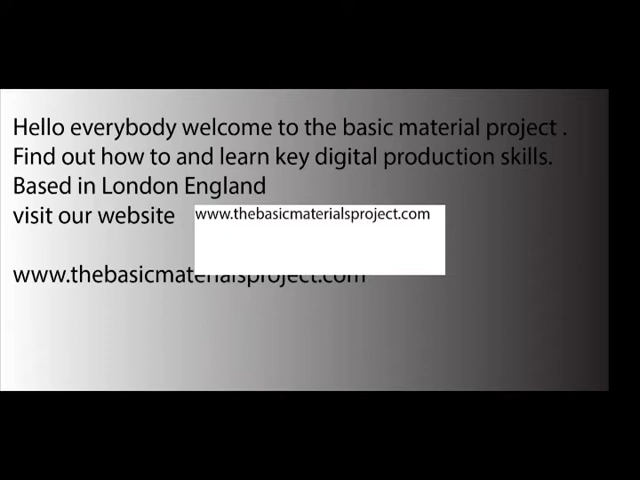 Hello everybody welcome to the basic material project .
Find out how to and learn key digital production skills.
Based in London England
visit our website www.thebasicmaterialsproject.com
www.thebasicmaterialsproject.com